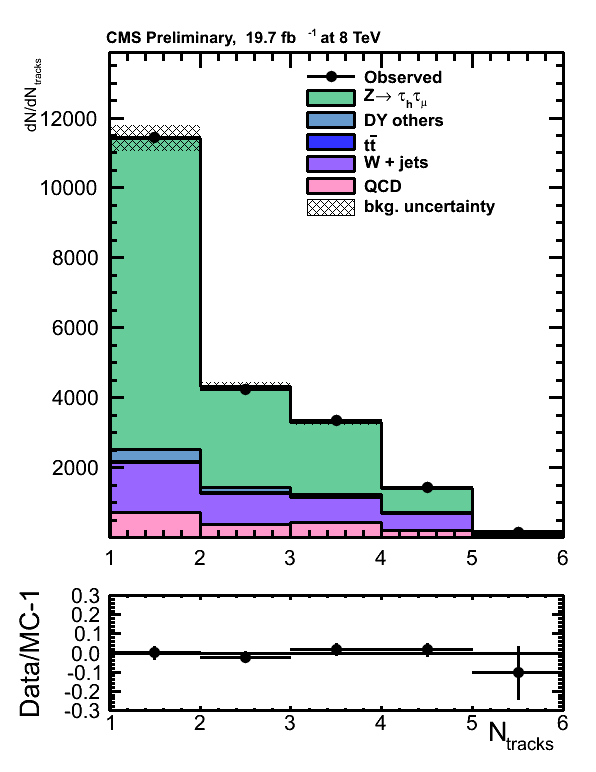 CMS Preliminary, 19.7 fb -1 at 8 TeV
dN/dNtracks
Observed
Z→ τhτμ
DY others
tt̄
W + jets
QCD
bkg. uncertainty
12000
10000
8000
6000
4000
2000
1 2 3 4 5 6
Data/MC-1
0.3
0.2
0.1
0.0
-0.1
-0.2
-0.3
1 2 3 4 5 6
Ntracks